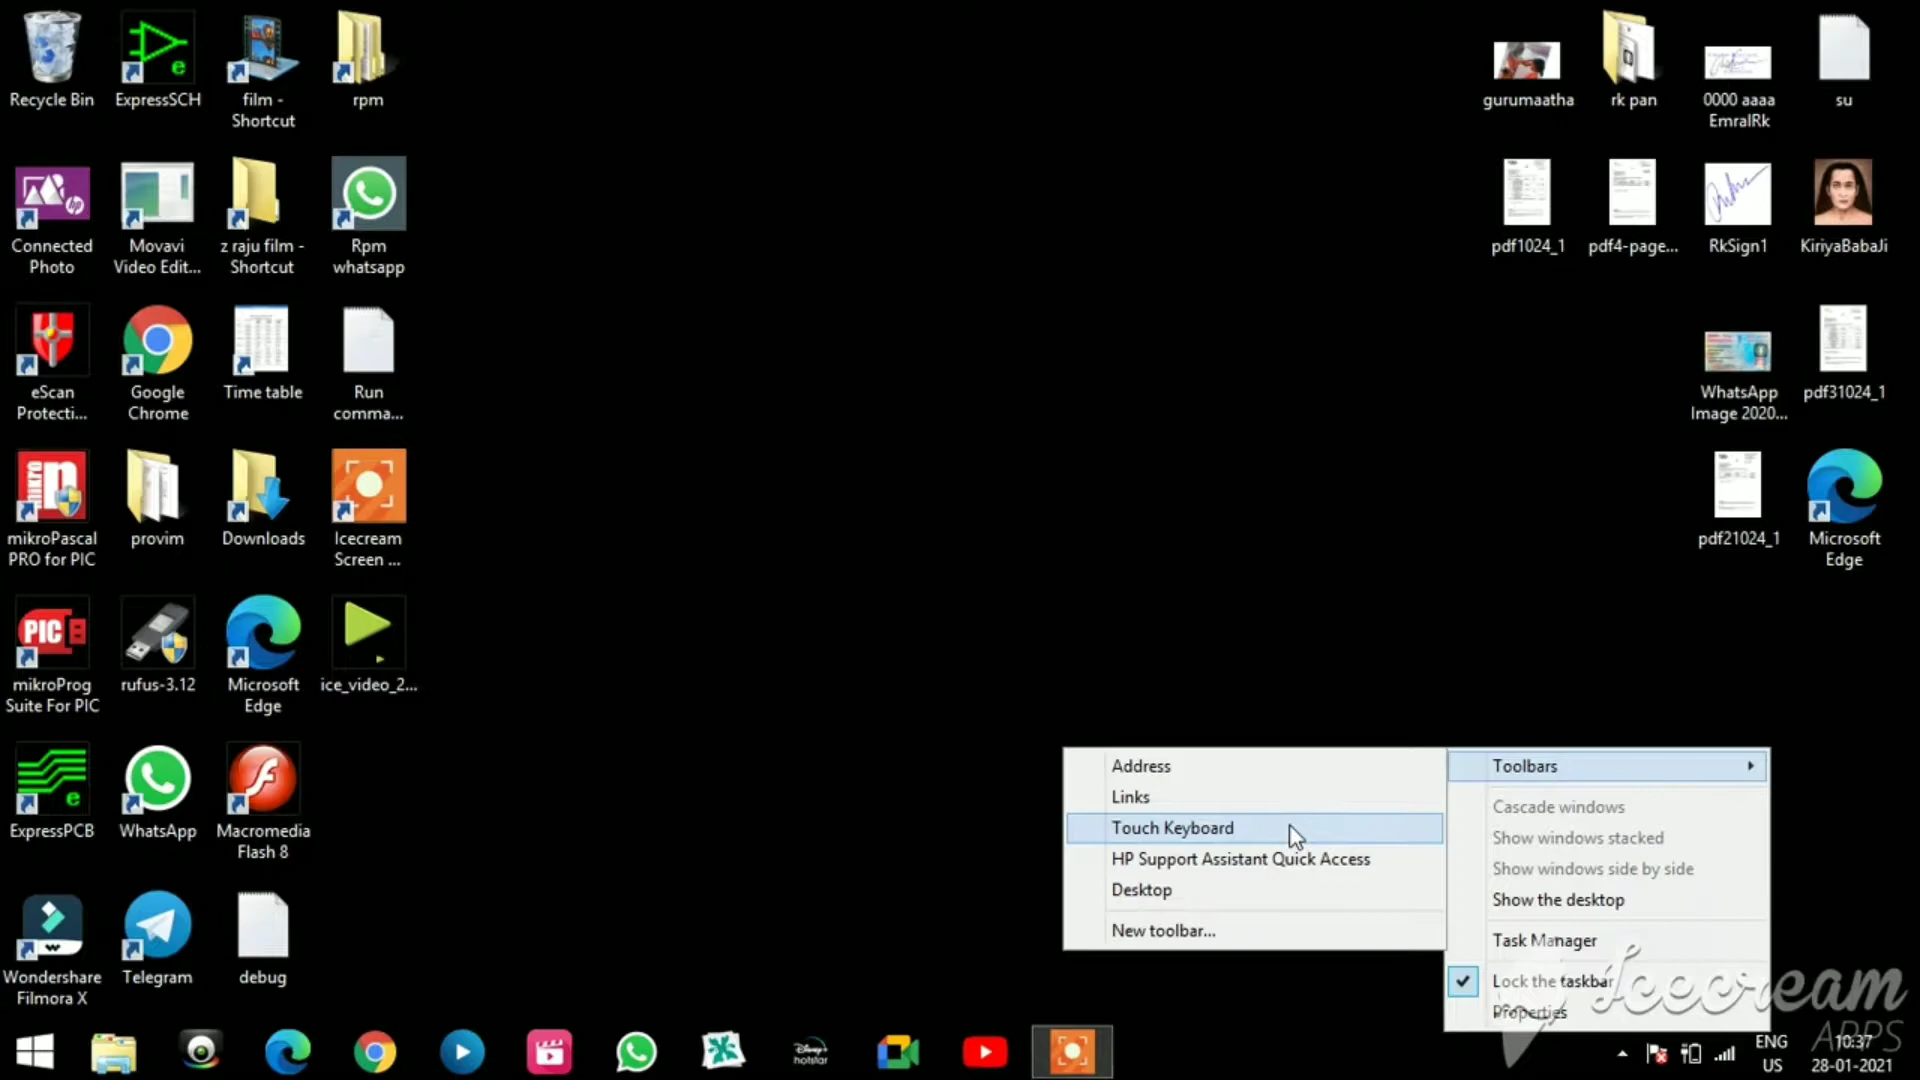 Recycle Bin
ExpressSCH
film -
Shortcut
rpm
gurumaatha
rk pan
0000 aaaa
EmralRk
su
Connected
Photo
Movavi
Video Edit...
z raju film -
Shortcut
Rpm
whatsapp
pdf1024_1
pdf4-page...
RkSign1
KiriyaBabaJi
eScan
Protecti...
Google
Chrome
Time table
Run
comma...
WhatsApp
Image 2020...
pdf31024_1
mikroPascal
PRO for PIC
provim
Downloads
Icecream
Screen ...
pdf21024_1
Microsoft
Edge
mikroProg
Suite For PIC
rufus-3.12
Microsoft
Edge
ice_video_2...
ExpressPCB
WhatsApp
Macromedia
Flash 8
Wondershare
Filmora X
Telegram
debug
Address
Links
Touch Keyboard
HP Support Assistant Quick Access
Desktop
New toolbar...
Toolbars
Cascade windows
Show windows stacked
Show windows side by side
Show the desktop
Task Manager
Lock the taskbar
Properties
Icecream
APPS
Disney+
hotstar
ENG
US
10:37
28-01-2021